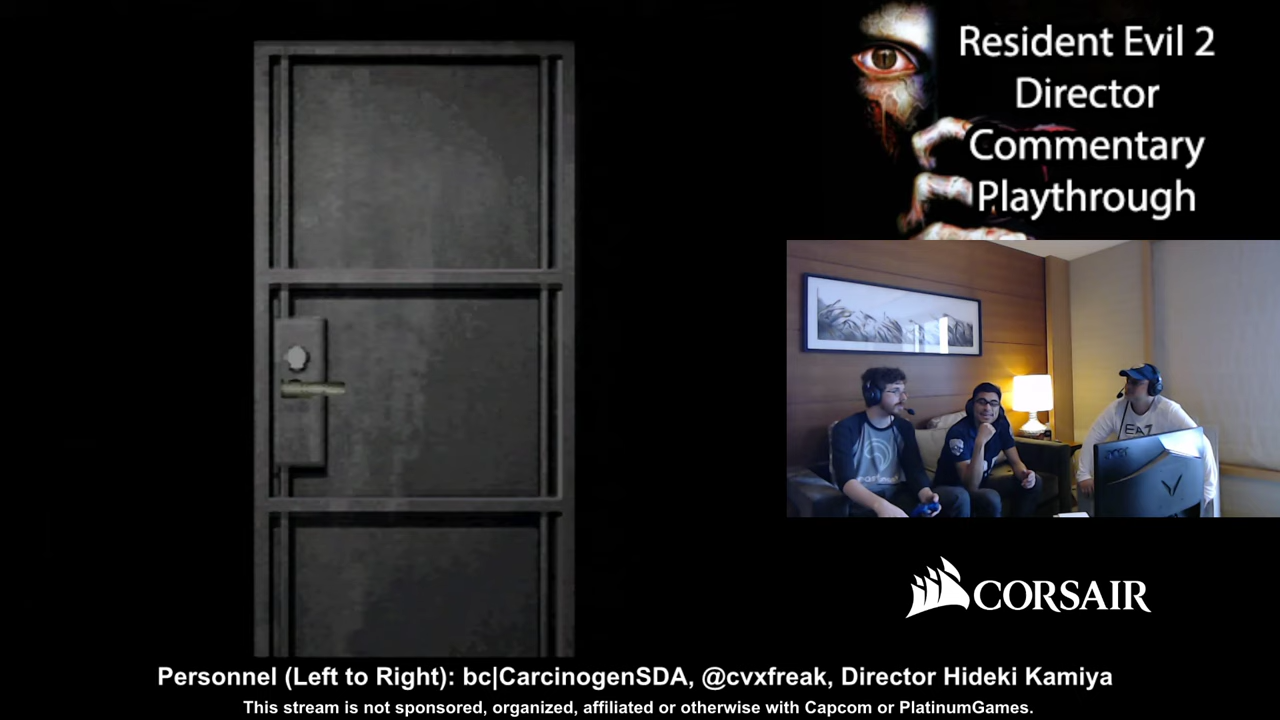 Resident Evil 2
Director
Commentary
Playthrough
EA7
CORSAIR
Personnel (Left to Right): bc|CarcinogenSDA, @cvxfreak, Director Hideki Kamiya
This stream is not sponsored, organized, affiliated or otherwise with Capcom or PlatinumGames.